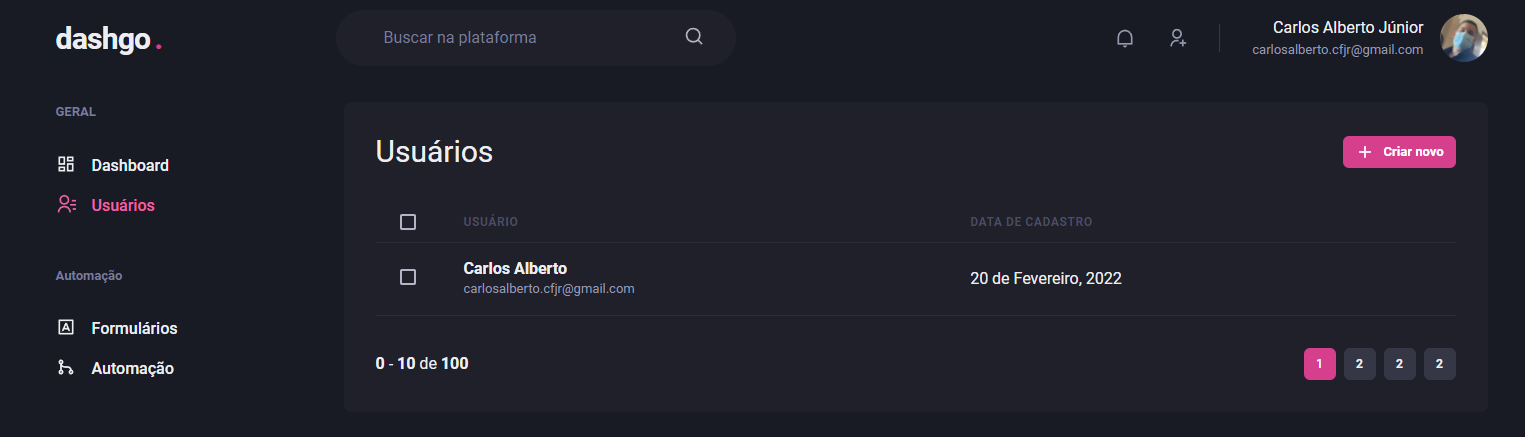 dashgo.
Buscar na plataforma
Carlos Alberto Júnior
carlosalberto.cfjr@gmail.com
GERAL
Dashboard
Usuários
Automação
Formulários
Automação
Usuários
Criar novo
USUÁRIO DATA DE CADASTRO
Carlos Alberto
carlosalberto.cfjr@gmail.com
20 de Fevereiro, 2022
0 - 10 de 100
1 2 2 2